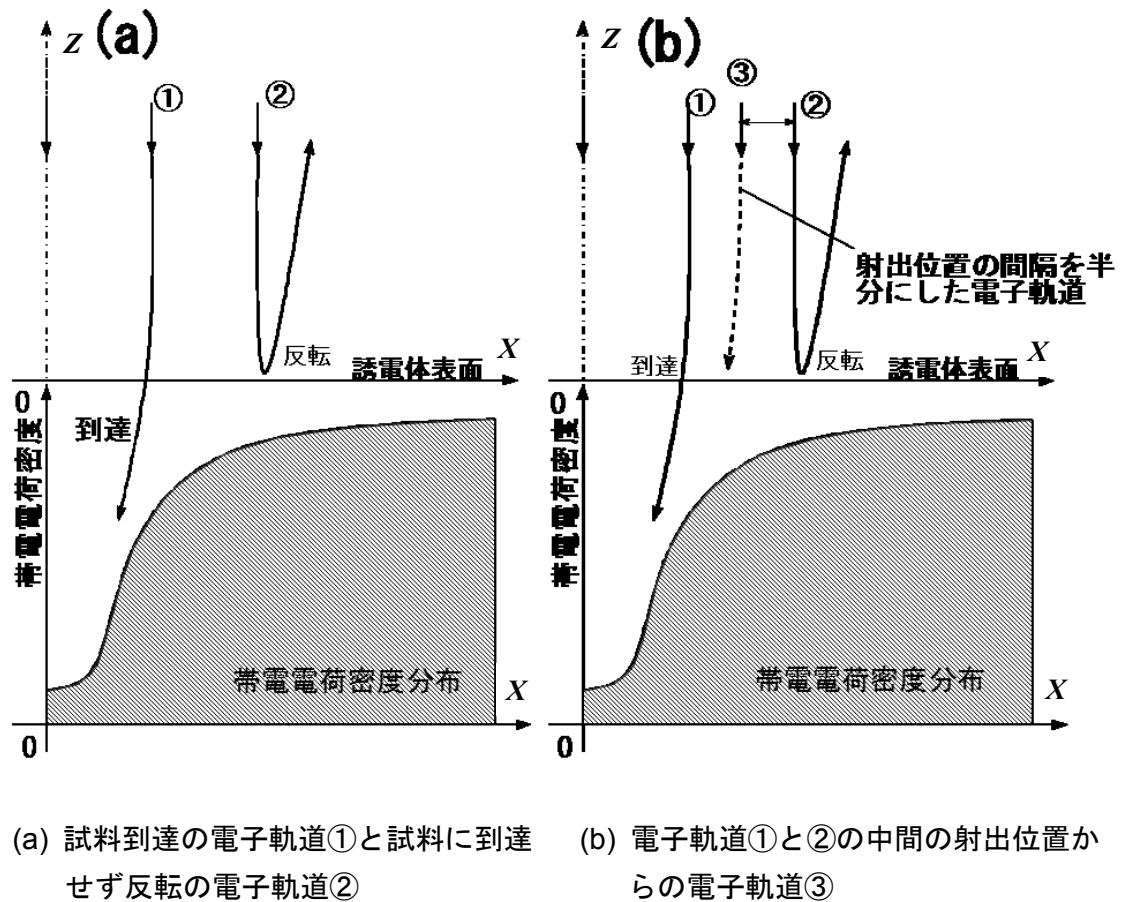 Z (a)
① ②
反転
X
誘電体表面
0
到達
帯電電荷密度
帯電電荷密度分布
X
0
Z (b)
③
① ②
射出位置の間隔を半
分にした電子軌道
到達
反転
X
誘電体表面
0
帯電電荷密度
帯電電荷密度分布
X
0
(a) 試料到達の電子軌道①と試料に到達
せず反転の電子軌道②
(b) 電子軌道①と②の中間の射出位置か
らの電子軌道③